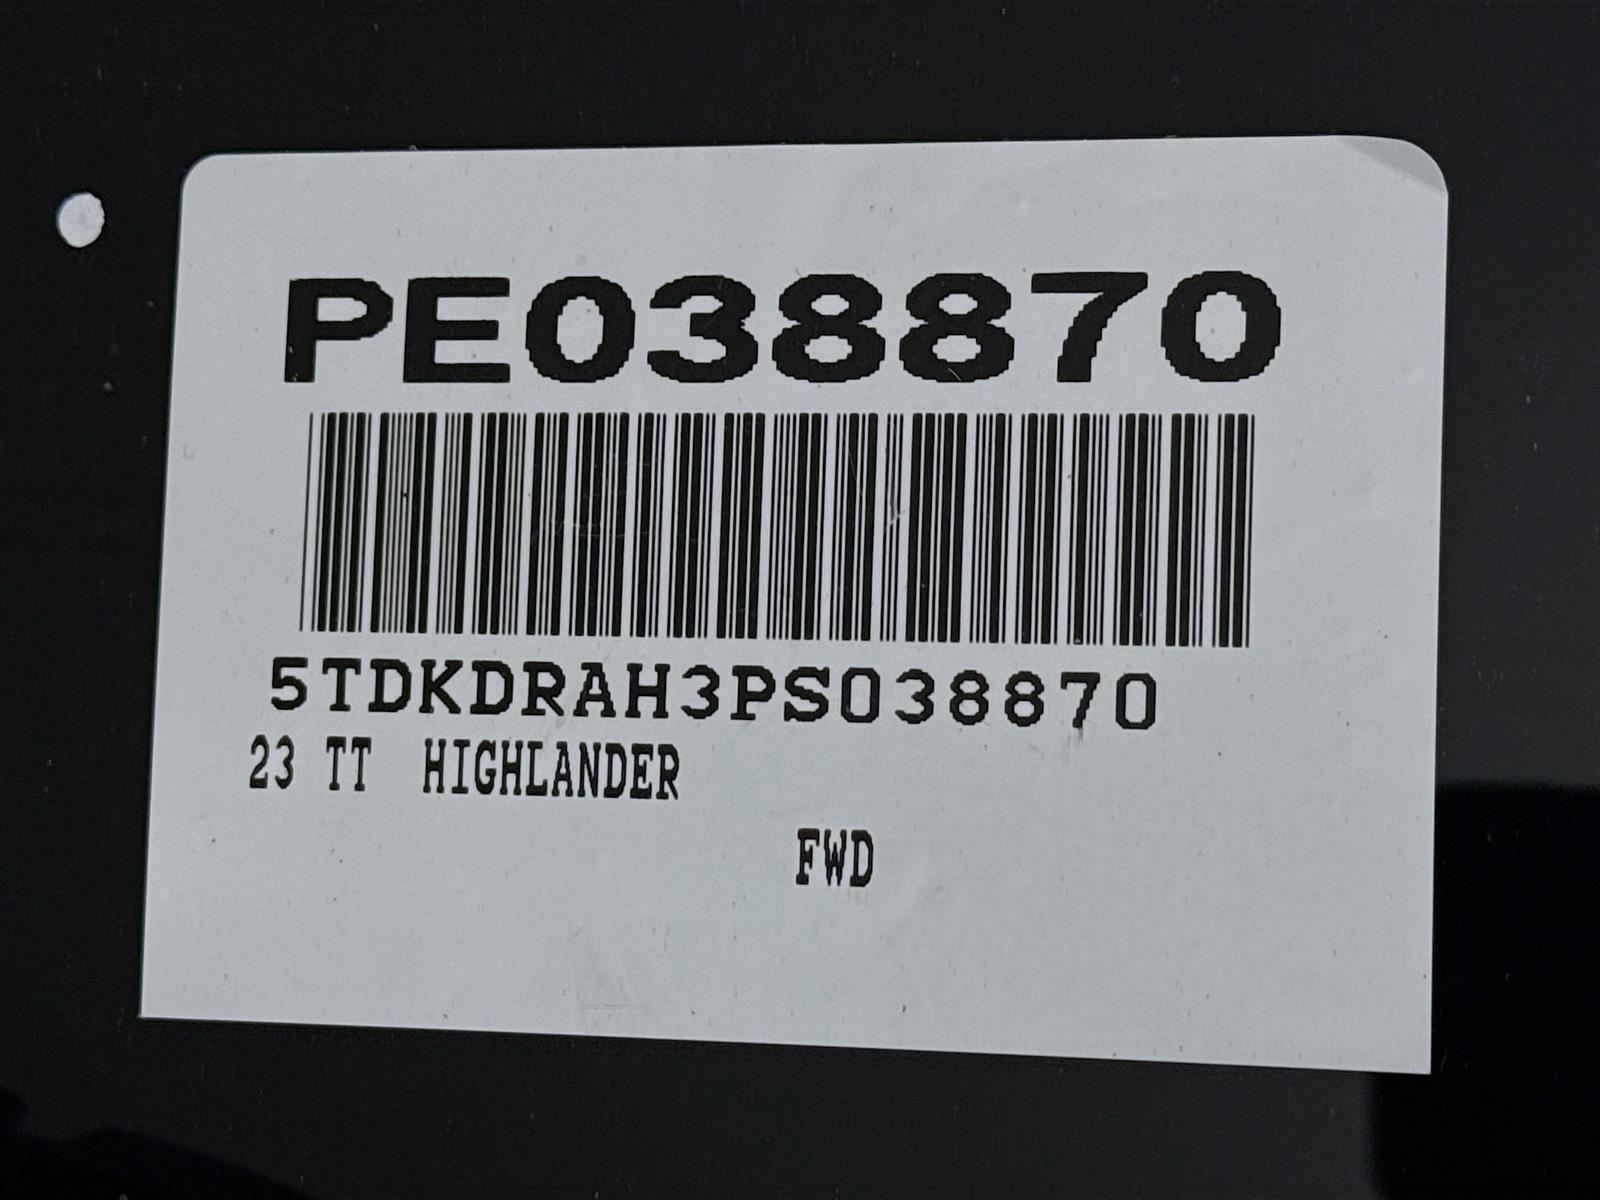 PE038870
5TDKDRAH3PS038870
23 TT HIGHLANDER
FWD